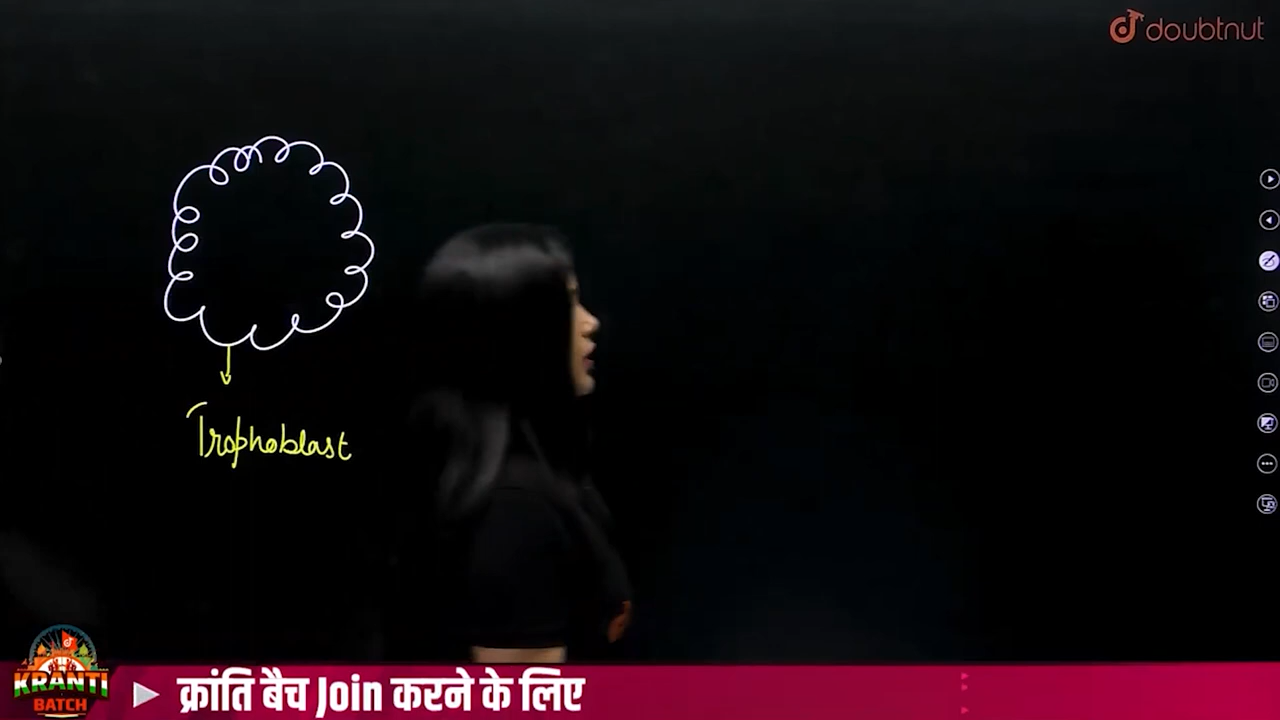 doubtnut
Trophoblast
KRANTI
BATCH
क्रांति बैच Join करने के लिए